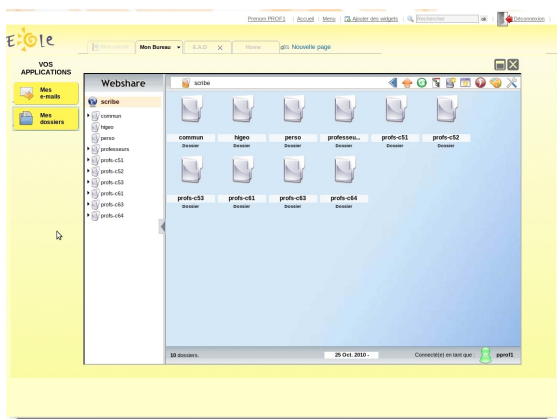 Prenom PROF1 | Accueil | Menu | Ajouter des widgets | Rechercher ok | Déconnexion
Eole
Mon Bureau E.A.D X Home Nouvelle page
VOS APPLICATIONS
Mes e-mails
Mes dossiers
Webshare
scribe
commun
higeo
perso
professeurs
profs-c51
profs-c52
profs-c53
profs-c61
profs-c63
profs-c64
scribe
commun higeo perso professeu... profs-c51 profs-c52
Dossier Dossier Dossier Dossier Dossier Dossier
profs-c53 profs-c61 profs-c63 profs-c64
Dossier Dossier Dossier Dossier
10 dossiers. 25 Oct. 2010 - Connecté(e) en tant que : pprof1